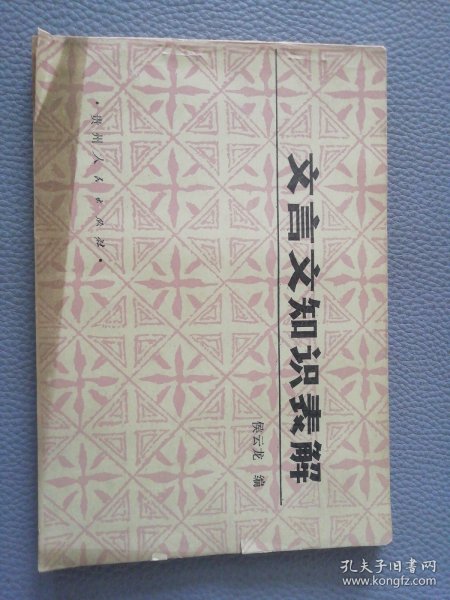 文言文知识表解
侯云龙 编
·贵州人民出版社·
孔夫子旧书网
www.kongfz.com